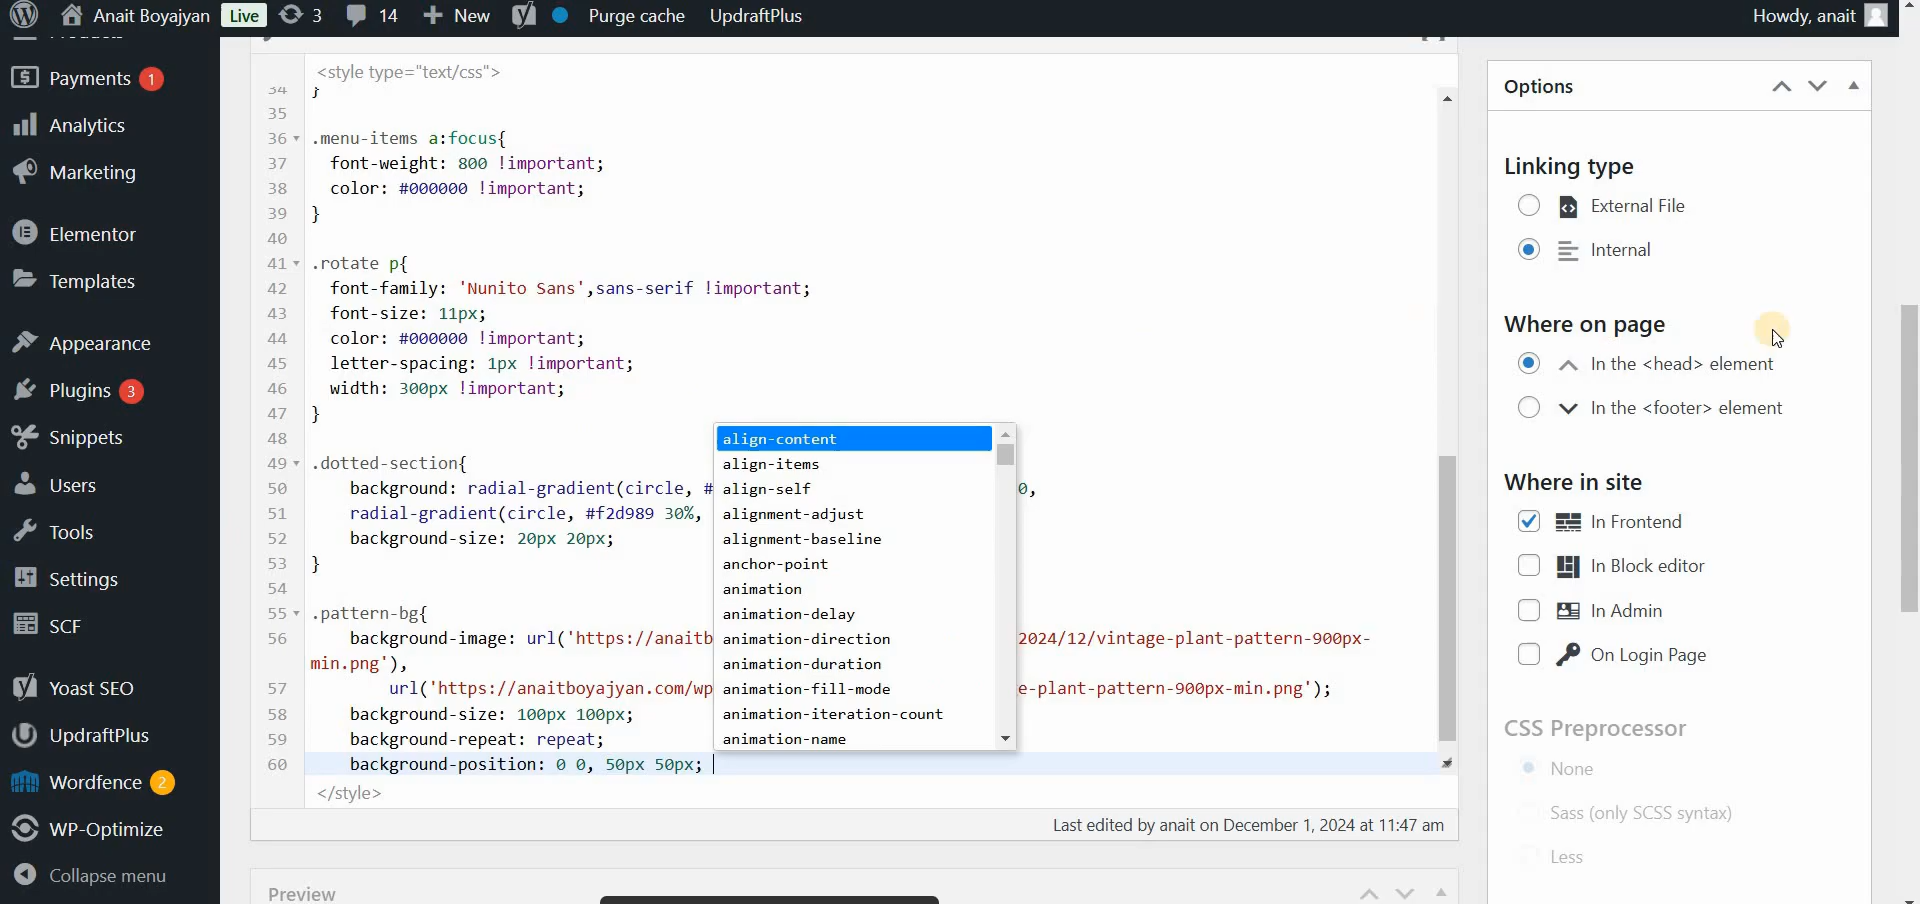 Anait Boyajyan Live 3 14 New Purge cache UpdraftPlus Howdy, anait
Payments 1
Analytics
Marketing
Elementor
Templates
Appearance
Plugins 3
Snippets
Users
Tools
Settings
SCF
Yoast SEO
UpdraftPlus
Wordfence 2
WP-Optimize
Collapse menu
<style type="text/css">
34 }
35
36 .menu-items a:focus{
37 font-weight: 800 !important;
38 color: #000000 !important;
39 }
40
41 .rotate p{
42 font-family: 'Nunito Sans',sans-serif !important;
43 font-size: 11px;
44 color: #000000 !important;
45 letter-spacing: 1px !important;
46 width: 300px !important;
47 }
48
49 .dotted-section{
50 background: radial-gradient(circle, # 0,
51 radial-gradient(circle, #f2d989 30%,
52 background-size: 20px 20px;
53 }
54
55 .pattern-bg{
56 background-image: url('https://anaitb 2024/12/vintage-plant-pattern-900px-
min.png'),
57 url('https://anaitboyajyan.com/wp e-plant-pattern-900px-min.png');
58 background-size: 100px 100px;
59 background-repeat: repeat;
60 background-position: 0 0, 50px 50px;
</style>
align-content
align-items
align-self
alignment-adjust
alignment-baseline
anchor-point
animation
animation-delay
animation-direction
animation-duration
animation-fill-mode
animation-iteration-count
animation-name
Last edited by anait on December 1, 2024 at 11:47 am
Preview
Options
Linking type
External File
Internal
Where on page
In the <head> element
In the <footer> element
Where in site
In Frontend
In Block editor
In Admin
On Login Page
CSS Preprocessor
None
Sass (only SCSS syntax)
Less